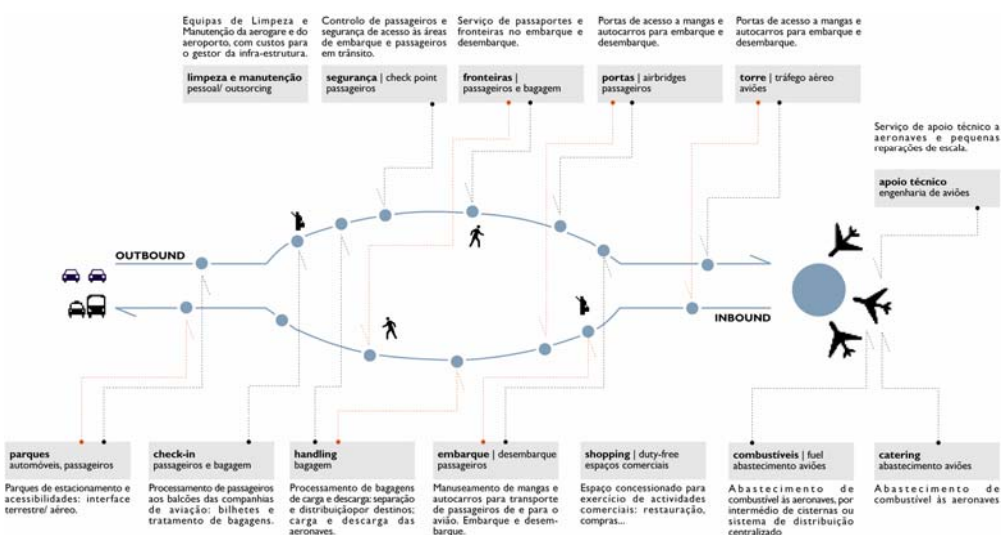 Equipas de Limpeza e
Manutenção da aerogare e do
aeroporto, com custos para
o gestor da infra-estrutura.
limpeza e manutenção
pessoal/ outsorcing
Controlo de passageiros e
segurança de acesso às áreas
de embarque e passageiros
em trânsito.
segurança | check point
passageiros
Serviço de passaportes e
fronteiras no embarque e
desembarque.
fronteiras |
passageiros e bagagem
Portas de acesso a mangas e
autocarros para embarque e
desembarque.
portas | airbridges
passageiros
Portas de acesso a mangas e
autocarros para embarque e
desembarque.
torre | tráfego aéreo
aviões
Serviço de apoio técnico a
aeronaves e pequenas
reparações de escala.
apoio técnico
engenharia de aviões
OUTBOUND
INBOUND
parques
automóveis, passageiros
Parques de estacionamento e
acessibilidades: interface
terrestre/ aéreo.
check-in
passageiros e bagagem
Processamento de passageiros
aos balcões das companhias
de aviação: bilhetes e
tratamento de bagagens.
handling
bagagem
Processamento de bagagens
de carga e descarga: separação
e distribuiçãopor destinos;
carga e descarga das
aeronaves.
embarque | desembarque
passageiros
Manuseamento de mangas e
autocarros para transporte
de passageiros de e para o
avião. Embarque e desem-
barque.
shopping | duty-free
espaços comerciais
Espaço concessionado para
exercício de actividades
comerciais: restauração,
compras...
combustíveis | fuel
abastecimento aviões
Abastecimento de
combustível às aeronaves, por
intermédio de cisternas ou
sistema de distribuição
centralizado
catering
abastecimento aviões
Abastecimento de
combustível às aeronaves